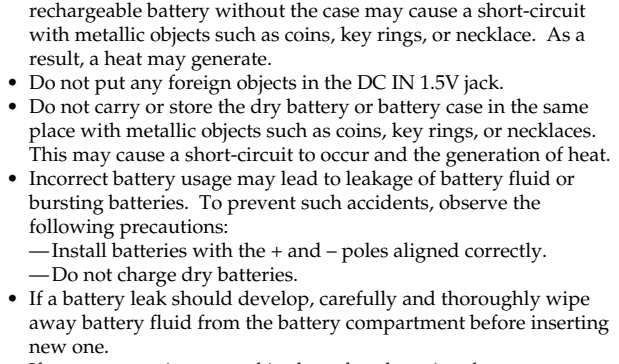 rechargeable battery without the case may cause a short-circuit
with metallic objects such as coins, key rings, or necklace.  As a
result, a heat may generate.
• Do not put any foreign objects in the DC IN 1.5V jack.
• Do not carry or store the dry battery or battery case in the same
place with metallic objects such as coins, key rings, or necklaces.
This may cause a short-circuit to occur and the generation of heat.
• Incorrect battery usage may lead to leakage of battery fluid or
bursting batteries.  To prevent such accidents, observe the
following precautions:
—Install batteries with the + and – poles aligned correctly.
—Do not charge dry batteries.
• If a battery leak should develop, carefully and thoroughly wipe
away battery fluid from the battery compartment before inserting
new one.